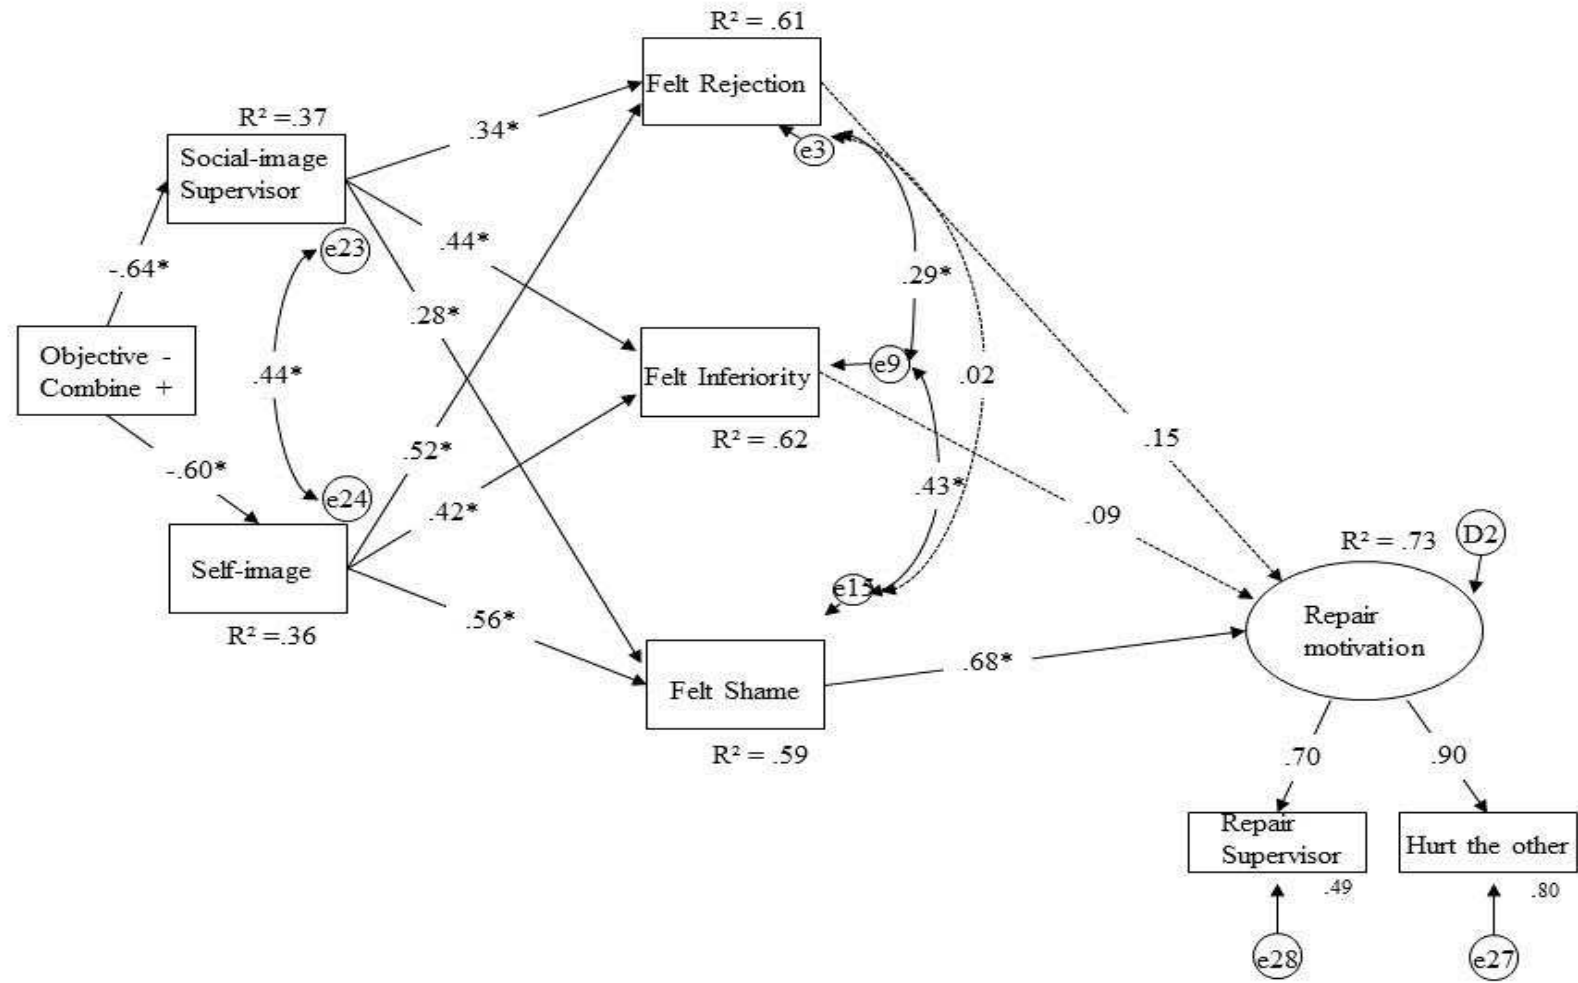 R² = .61
Felt Rejection
R² =.37
Social-image
Supervisor
.34*
e3
e23
.44*
-.64*
.29*
.28*
Objective -
Combine +
.44*
Felt Inferiority
e9
.02
R² = .62
.52*
.15
-.60*
e24
.42*
.43*
.09
Self-image
R² =.36
e15
R² = .73
D2
.56*
Repair
motivation
.68*
Felt Shame
R² = .59
.70
.90
Repair
Supervisor
Hurt the other
.49
.80
e28
e27